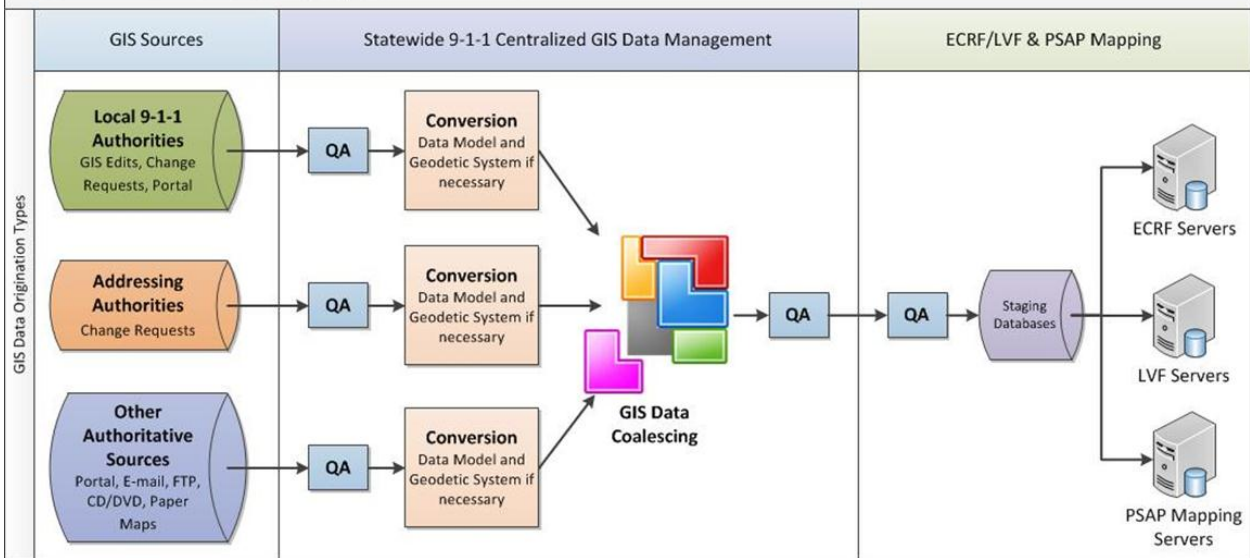 GIS Sources
Statewide 9-1-1 Centralized GIS Data Management
ECRF/LVF & PSAP Mapping
GIS Data Origination Types
Local 9-1-1
Authorities
GIS Edits, Change
Requests, Portal
QA
Conversion
Data Model and
Geodetic System if
necessary
Addressing
Authorities
Change Requests
QA
Conversion
Data Model and
Geodetic System if
necessary
Other
Authoritative
Sources
Portal, E-mail, FTP,
CD/DVD, Paper
Maps
QA
Conversion
Data Model and
Geodetic System if
necessary
GIS Data
Coalescing
QA
QA
Staging
Databases
ECRF Servers
LVF Servers
PSAP Mapping
Servers